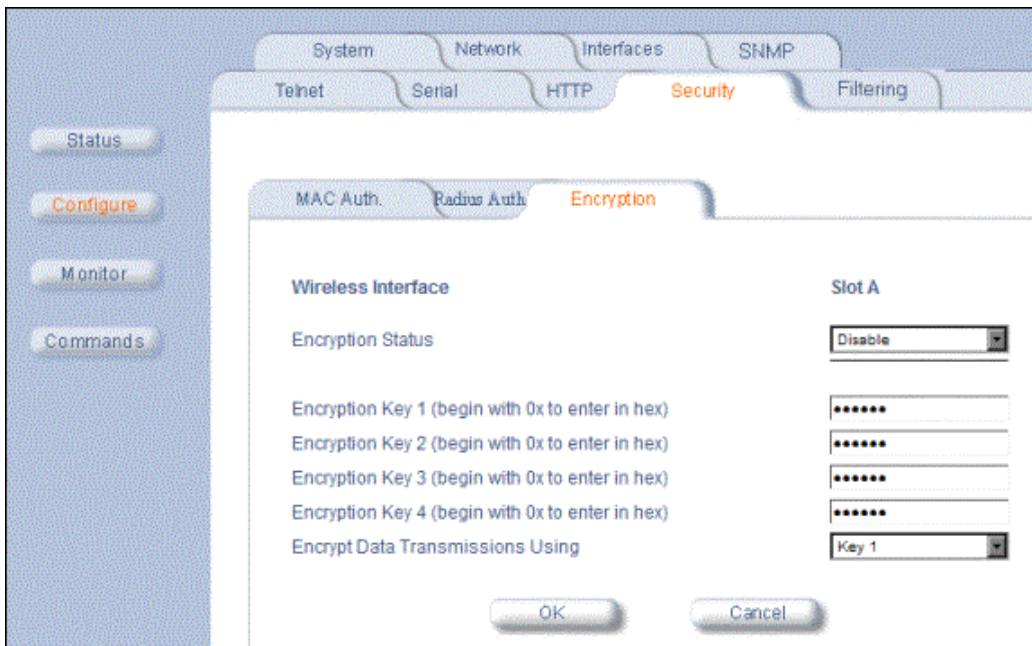 System Network Interfaces SNMP
Telnet Serial HTTP Security Filtering
Status
MAC Auth. Radius Auth Encryption
Configure
Monitor
Wireless Interface Slot A
Commands
Encryption Status Disable
Encryption Key 1 (begin with 0x to enter in hex) ••••••
Encryption Key 2 (begin with 0x to enter in hex) ••••••
Encryption Key 3 (begin with 0x to enter in hex) ••••••
Encryption Key 4 (begin with 0x to enter in hex) ••••••
Encrypt Data Transmissions Using Key 1
OK Cancel